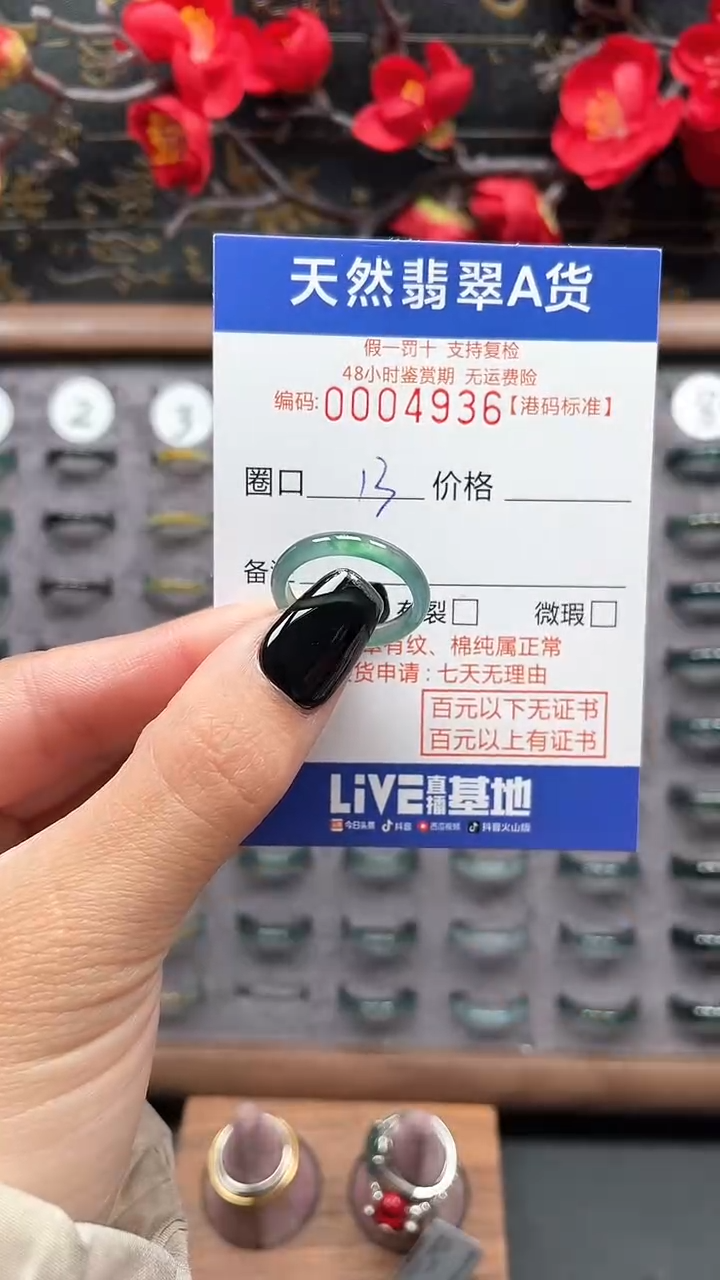 2
3
天然翡翠A货
假一罚十 支持复检
48小时鉴赏期 无运费险
编码:0004936【港码标准】
圈口 13 价格
备
裂□ 微瑕□
有纹、棉纯属正常
货申请:七天无理由
百元以下无证书
百元以上有证书
LiVE直播基地
今日头条 抖音 西瓜视频 抖音火山版